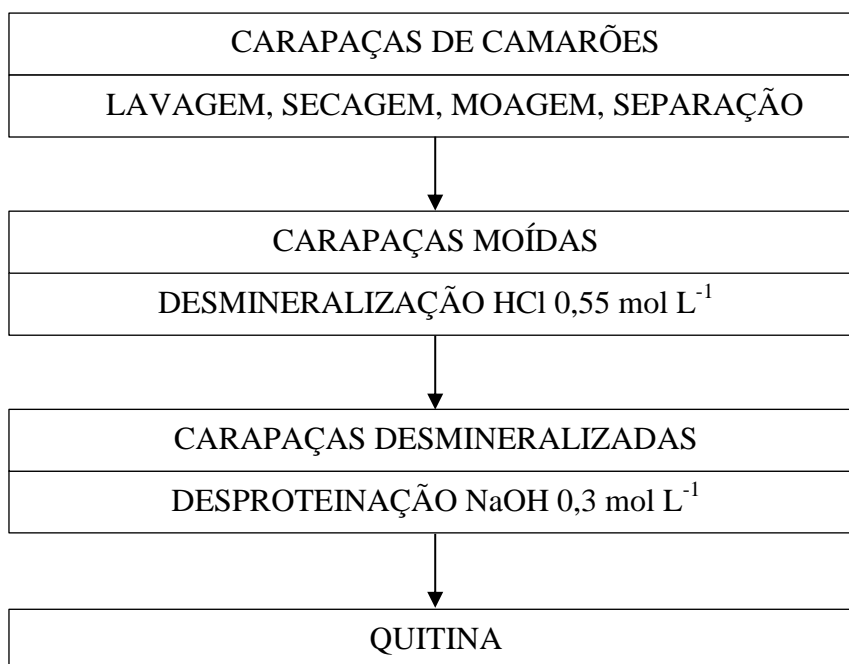 CARAPAÇAS DE CAMARÕES
LAVAGEM, SECAGEM, MOAGEM, SEPARAÇÃO
CARAPAÇAS MOÍDAS
DESMINERALIZAÇÃO HCl 0,55 mol L⁻¹
CARAPAÇAS DESMINERALIZADAS
DESPROTEINAÇÃO NaOH 0,3 mol L⁻¹
QUITINA